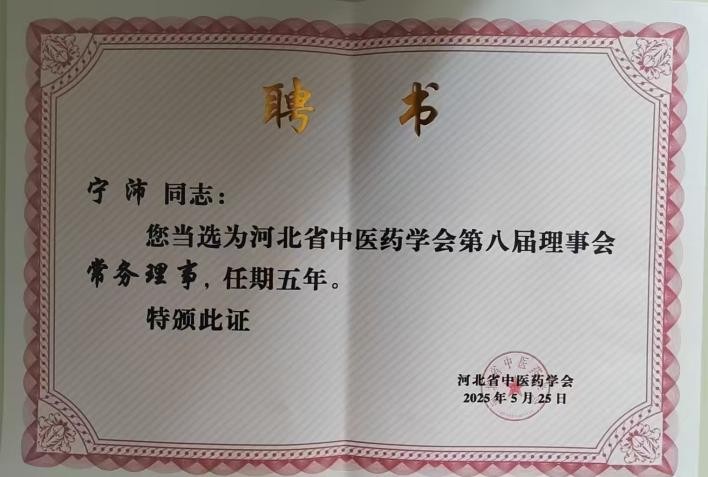 聘 书
宁沛 同志：
您当选为河北省中医药学会第八届理事会
常务理事，任期五年。
特颁此证
河北省中医药学会
2025年5月25日